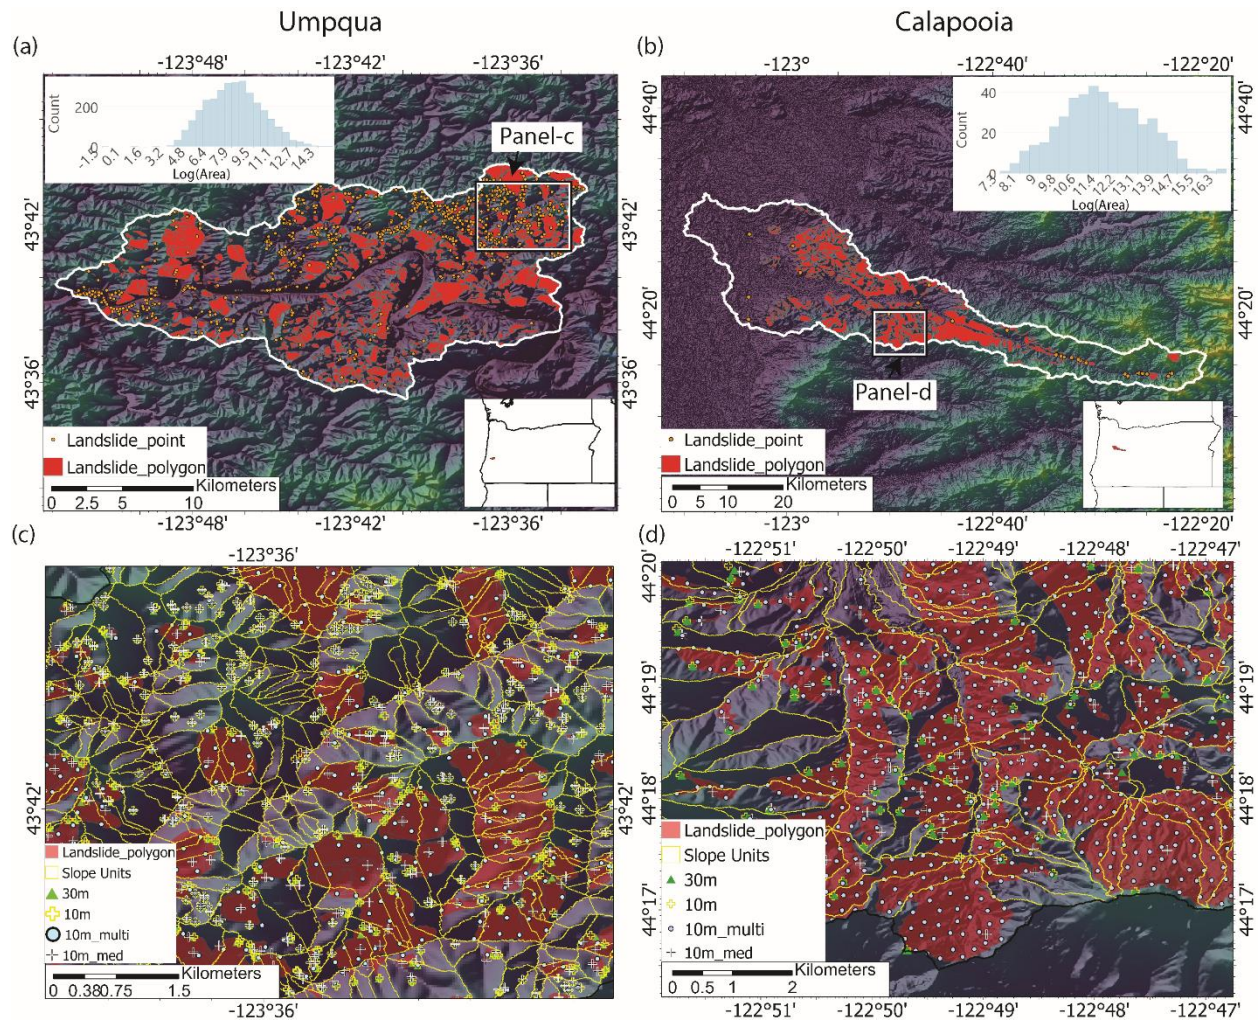 Umpqua
Calapooia
(a)
-123°48' -123°42' -123°36'
Count
200
0
-1.5 0.1 1.6 3.2 4.8 6.4 7.9 9.5 11.1 12.7 14.3
Log(Area)
Panel-c
43°42'
43°36'
43°42'
43°36'
Landslide_point
Landslide_polygon
Kilometers
0 2.5 5 10
-123°48' -123°42' -123°36'
(b)
-123° -122°40' -122°20'
Count
40
20
0
7.3 8.1 9 9.8 10.6 11.4 12.2 13.1 13.9 14.7 15.5 16.3
Log(Area)
44°40'
44°20'
44°40'
44°20'
Panel-d
Landslide_point
Landslide_polygon
Kilometers
0 5 10 20
-123° -122°40' -122°20'
(c)
-123°36'
43°42'
43°42'
Landslide_polygon
Slope Units
30m
10m
10m_multi
10m_med
Kilometers
0 0.38 0.75 1.5
-123°36'
(d)
-122°51' -122°50' -122°49' -122°48' -122°47'
44°20'
44°19'
44°18'
44°17'
44°20'
44°19'
44°18'
44°17'
Landslide_polygon
Slope Units
30m
10m
10m_multi
10m_med
Kilometers
0 0.5 1 2
-122°51' -122°50' -122°49' -122°48' -122°47'